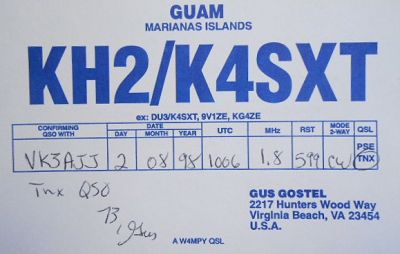 GUAM
MARIANAS ISLANDS
KH2/K4SXT
ex: DU3/K4SXT, 9V1ZE, KG4ZE
CONFIRMING QSO WITH DATE DAY MONTH YEAR UTC MHz RST MODE 2-WAY QSL
VK3AJJ 2 08 98 1006 1.8 599 CW PSE TNX
Tnx QSO
73, Gus
GUS GOSTEL
2217 Hunters Wood Way
Virginia Beach, VA 23454
U.S.A.
A W4MPY QSL